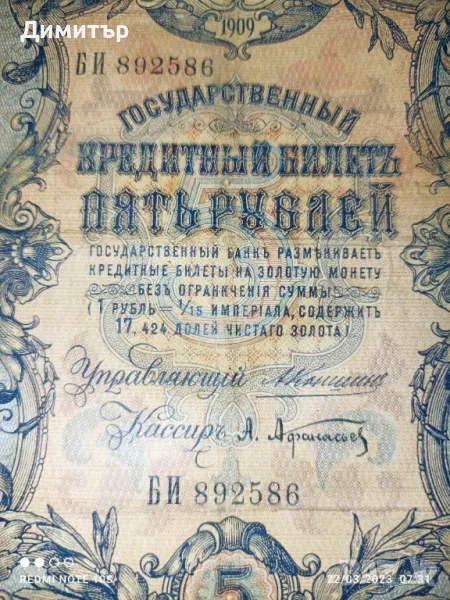 Димитър
1909
БИ 892586
ГОСУДАРСТВЕННЫЙ
КРЕДИТНЫЙ БИЛЕТЪ
ПЯТЬ РУБЛЕЙ
ГОСУДАРСТВЕННЫЙ БАНКЪ РАЗМѢНИВАЕТЪ
КРЕДИТНЫЕ БИЛЕТЫ НА ЗОЛОТУЮ МОНЕТУ
БЕЗЪ ОГРАНИЧЕНІЯ СУММЫ
(1 РУБЛЬ = 1/15 ИМПЕРІАЛА, СОДЕРЖИТЪ
17,424 ДОЛЕЙ ЧИСТАГО ЗОЛОТА)
Управляющий
Кассиръ А. Афанасьев
БИ 892586
5
REDMI NOTE 10S
22/03/2023 07:31